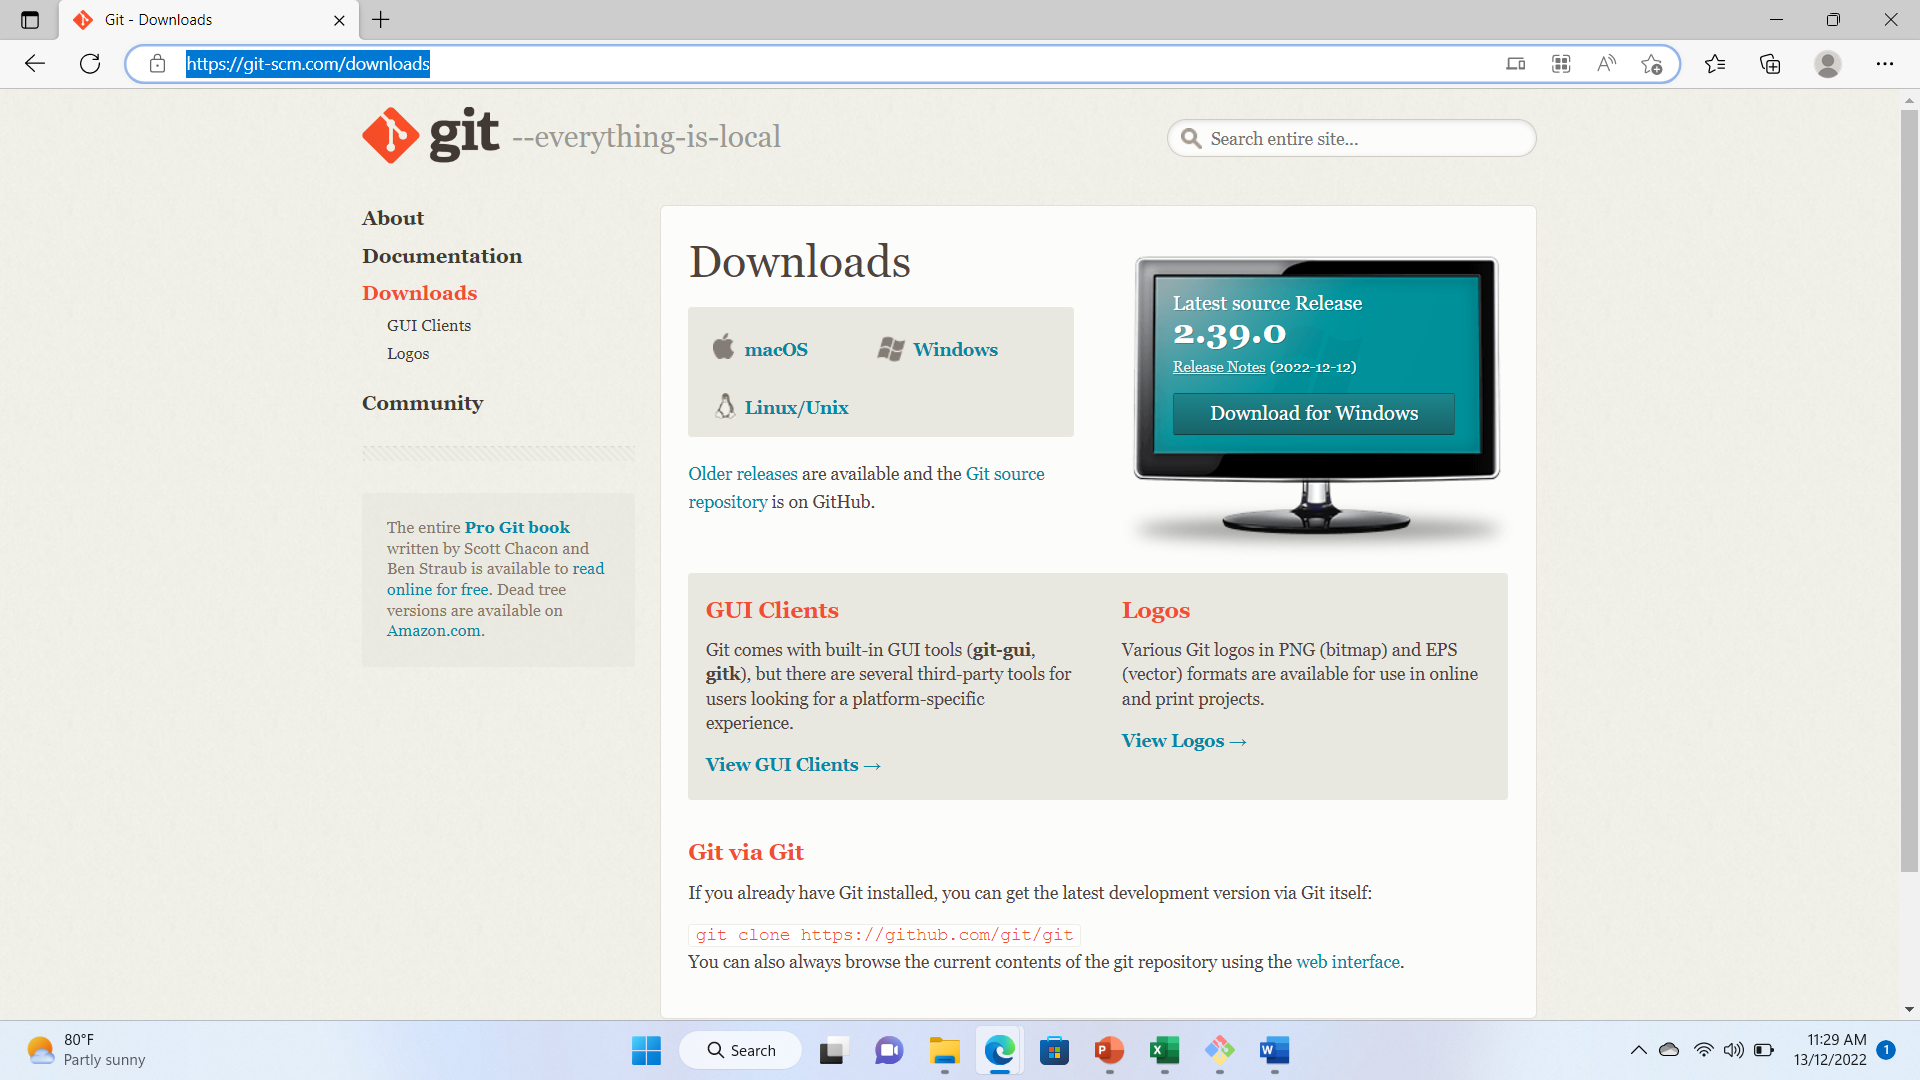 Git - Downloads
https://git-scm.com/downloads
git --everything-is-local
Search entire site...
About
Documentation
Downloads
GUI Clients
Logos
Community
The entire Pro Git book
written by Scott Chacon and
Ben Straub is available to read
online for free. Dead tree
versions are available on
Amazon.com.
Downloads
macOS
Windows
Linux/Unix
Older releases are available and the Git source
repository is on GitHub.
Latest source Release
2.39.0
Release Notes (2022-12-12)
Download for Windows
GUI Clients
Git comes with built-in GUI tools (git-gui,
gitk), but there are several third-party tools for
users looking for a platform-specific
experience.
View GUI Clients →
Logos
Various Git logos in PNG (bitmap) and EPS
(vector) formats are available for use in online
and print projects.
View Logos →
Git via Git
If you already have Git installed, you can get the latest development version via Git itself:
git clone https://github.com/git/git
You can also always browse the current contents of the git repository using the web interface.
80°F
Partly sunny
Search
11:29 AM
13/12/2022
1